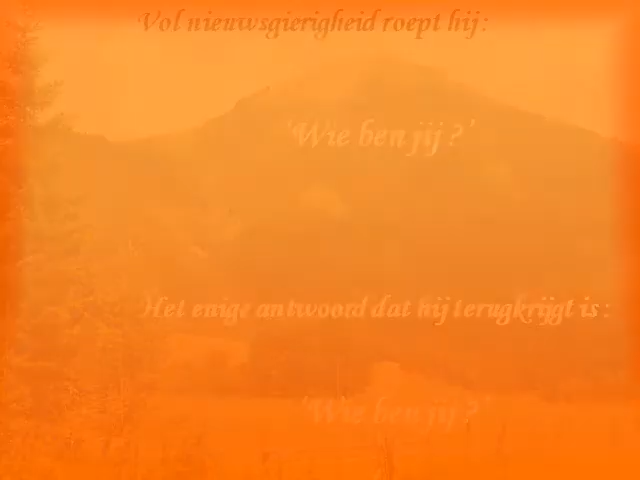 Vol nieuwsgierigheid roept hij:
'Wie ben jij?'
Het enige antwoord dat hij terugkrijgt is:
'Wie ben jij?'